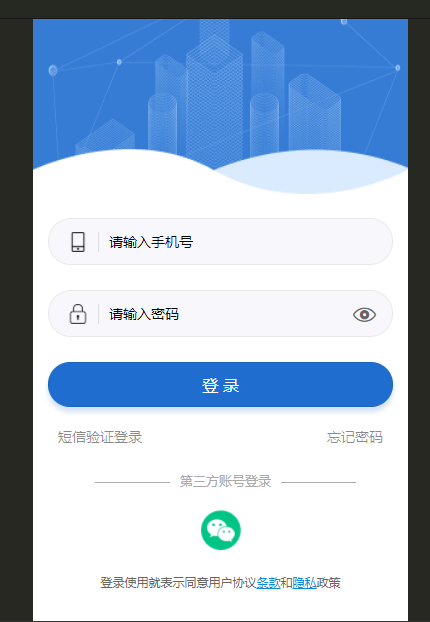 请输入手机号
请输入密码
登录
短信验证登录 忘记密码
第三方账号登录
登录使用就表示同意用户协议条款和隐私政策